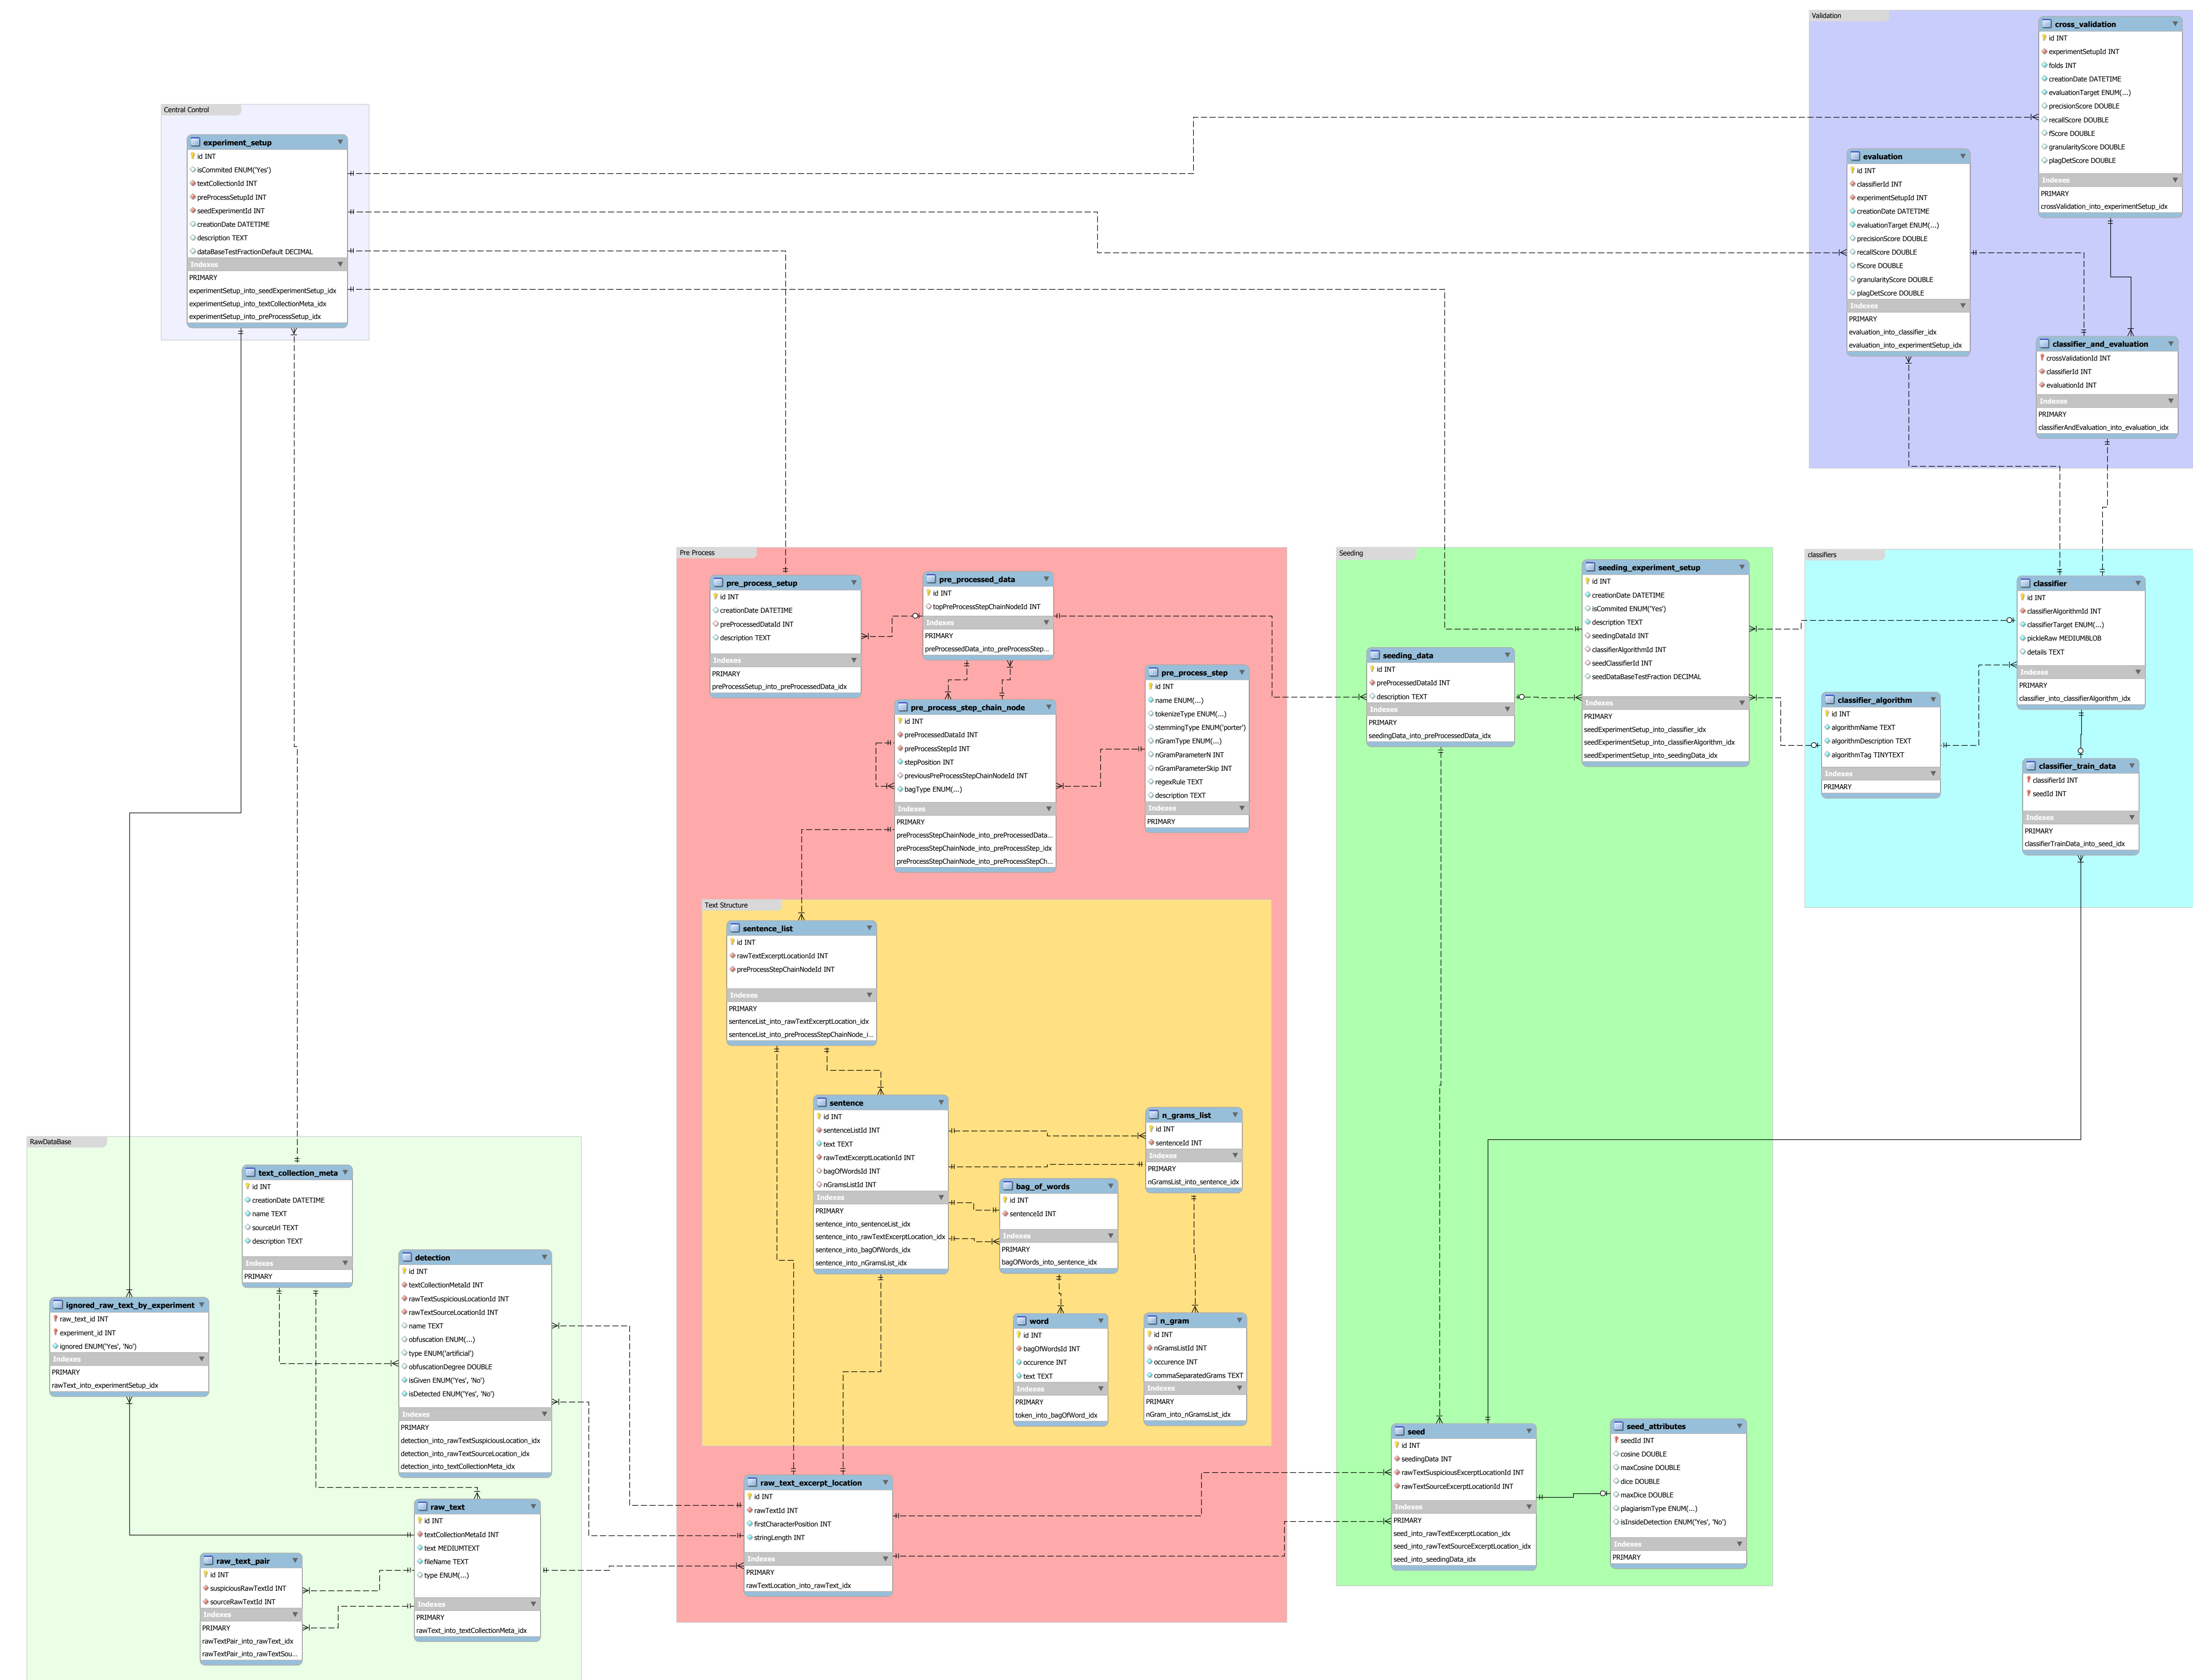 Validation
cross_validation
id INT
experimentSetupId INT
folds INT
creationDate DATETIME
evaluationTarget ENUM(...)
precisionScore DOUBLE
recallScore DOUBLE
fScore DOUBLE
granularityScore DOUBLE
plagDetScore DOUBLE
Indexes
PRIMARY
crossValidation_into_experimentSetup_idx
evaluation
id INT
classifierId INT
experimentSetupId INT
creationDate DATETIME
evaluationTarget ENUM(...)
precisionScore DOUBLE
recallScore DOUBLE
fScore DOUBLE
granularityScore DOUBLE
plagDetScore DOUBLE
Indexes
PRIMARY
evaluation_into_classifier_idx
evaluation_into_experimentSetup_idx
classifier_and_evaluation
crossValidationId INT
classifierId INT
evaluationId INT
Indexes
PRIMARY
classifierAndEvaluation_into_evaluation_idx
Central Control
experiment_setup
id INT
isCommited ENUM('Yes')
textCollectionId INT
preProcessSetupId INT
seedExperimentId INT
creationDate DATETIME
description TEXT
dataBaseTestFractionDefault DECIMAL
Indexes
PRIMARY
experimentSetup_into_seedExperimentSetup_idx
experimentSetup_into_textCollectionMeta_idx
experimentSetup_into_preProcessSetup_idx
Pre Process
pre_process_setup
id INT
creationDate DATETIME
preProcessedDataId INT
description TEXT
Indexes
PRIMARY
preProcessSetup_into_preProcessedData_idx
pre_processed_data
id INT
topPreProcessStepChainNodeId INT
Indexes
PRIMARY
preProcessedData_into_preProcessStep...
pre_process_step
id INT
name ENUM(...)
tokenizeType ENUM(...)
stemmingType ENUM('porter')
nGramType ENUM(...)
nGramParameterN INT
nGramParameterSkip INT
regexRule TEXT
description TEXT
Indexes
PRIMARY
pre_process_step_chain_node
id INT
preProcessedDataId INT
preProcessStepId INT
stepPosition INT
previousPreProcessStepChainNodeId INT
bagType ENUM(...)
Indexes
PRIMARY
preProcessStepChainNode_into_preProcessedData...
preProcessStepChainNode_into_preProcessStep_idx
preProcessStepChainNode_into_preProcessStepCh...
Text Structure
sentence_list
id INT
rawTextExcerptLocationId INT
preProcessStepChainNodeId INT
Indexes
PRIMARY
sentenceList_into_rawTextExcerptLocation_idx
sentenceList_into_preProcessStepChainNode_i...
sentence
id INT
sentenceListId INT
text TEXT
rawTextExcerptLocationId INT
bagOfWordsId INT
nGramsListId INT
Indexes
PRIMARY
sentence_into_sentenceList_idx
sentence_into_rawTextExcerptLocation_idx
sentence_into_bagOfWords_idx
sentence_into_nGramsList_idx
n_grams_list
id INT
sentenceId INT
Indexes
PRIMARY
nGramsList_into_sentence_idx
bag_of_words
id INT
sentenceId INT
Indexes
PRIMARY
bagOfWords_into_sentence_idx
word
id INT
bagOfWordsId INT
occurence INT
text TEXT
Indexes
PRIMARY
token_into_bagOfWord_idx
n_gram
id INT
nGramsListId INT
occurence INT
commaSeparatedGrams TEXT
Indexes
PRIMARY
nGram_into_nGramsList_idx
raw_text_excerpt_location
id INT
rawTextId INT
firstCharacterPosition INT
stringLength INT
Indexes
PRIMARY
rawTextLocation_into_rawText_idx
Seeding
seeding_experiment_setup
id INT
creationDate DATETIME
isCommited ENUM('Yes')
description TEXT
seedingDataId INT
classifierAlgorithmId INT
seedClassifierId INT
seedDataBaseTestFraction DECIMAL
Indexes
PRIMARY
seedExperimentSetup_into_classifier_idx
seedExperimentSetup_into_classifierAlgorithm_idx
seedExperimentSetup_into_seedingData_idx
seeding_data
id INT
preProcessedDataId INT
description TEXT
Indexes
PRIMARY
seedingData_into_preProcessedData_idx
seed
id INT
seedingData INT
rawTextSuspiciousExcerptLocationId INT
rawTextSourceExcerptLocationId INT
Indexes
PRIMARY
seed_into_rawTextExcerptLocation_idx
seed_into_rawTextSourceExcerptLocation_idx
seed_into_seedingData_idx
seed_attributes
seedId INT
cosine DOUBLE
maxCosine DOUBLE
dice DOUBLE
maxDice DOUBLE
plagiarismType ENUM(...)
isInsideDetection ENUM('Yes', 'No')
Indexes
PRIMARY
classifiers
classifier
id INT
classifierAlgorithmId INT
classifierTarget ENUM(...)
pickleRaw MEDIUMBLOB
details TEXT
Indexes
PRIMARY
classifier_into_classifierAlgorithm_idx
classifier_algorithm
id INT
algorithmName TEXT
algorithmDescription TEXT
algorithmTag TINYTEXT
Indexes
PRIMARY
classifier_train_data
classifierId INT
seedId INT
Indexes
PRIMARY
classifierTrainData_into_seed_idx
RawDataBase
text_collection_meta
id INT
creationDate DATETIME
name TEXT
sourceUrl TEXT
description TEXT
Indexes
PRIMARY
detection
id INT
textCollectionMetaId INT
rawTextSuspiciousLocationId INT
rawTextSourceLocationId INT
name TEXT
obfuscation ENUM(...)
type ENUM('artificial')
obfuscationDegree DOUBLE
isGiven ENUM('Yes', 'No')
isDetected ENUM('Yes', 'No')
Indexes
PRIMARY
detection_into_rawTextSuspiciousLocation_idx
detection_into_rawTextSourceLocation_idx
detection_into_textCollectionMeta_idx
ignored_raw_text_by_experiment
raw_text_id INT
experiment_id INT
ignored ENUM('Yes', 'No')
Indexes
PRIMARY
rawText_into_experimentSetup_idx
raw_text
id INT
textCollectionMetaId INT
text MEDIUMTEXT
fileName TEXT
type ENUM(...)
Indexes
PRIMARY
rawText_into_textCollectionMeta_idx
raw_text_pair
id INT
suspiciousRawTextId INT
sourceRawTextId INT
Indexes
PRIMARY
rawTextPair_into_rawText_idx
rawTextPair_into_rawTextSou...